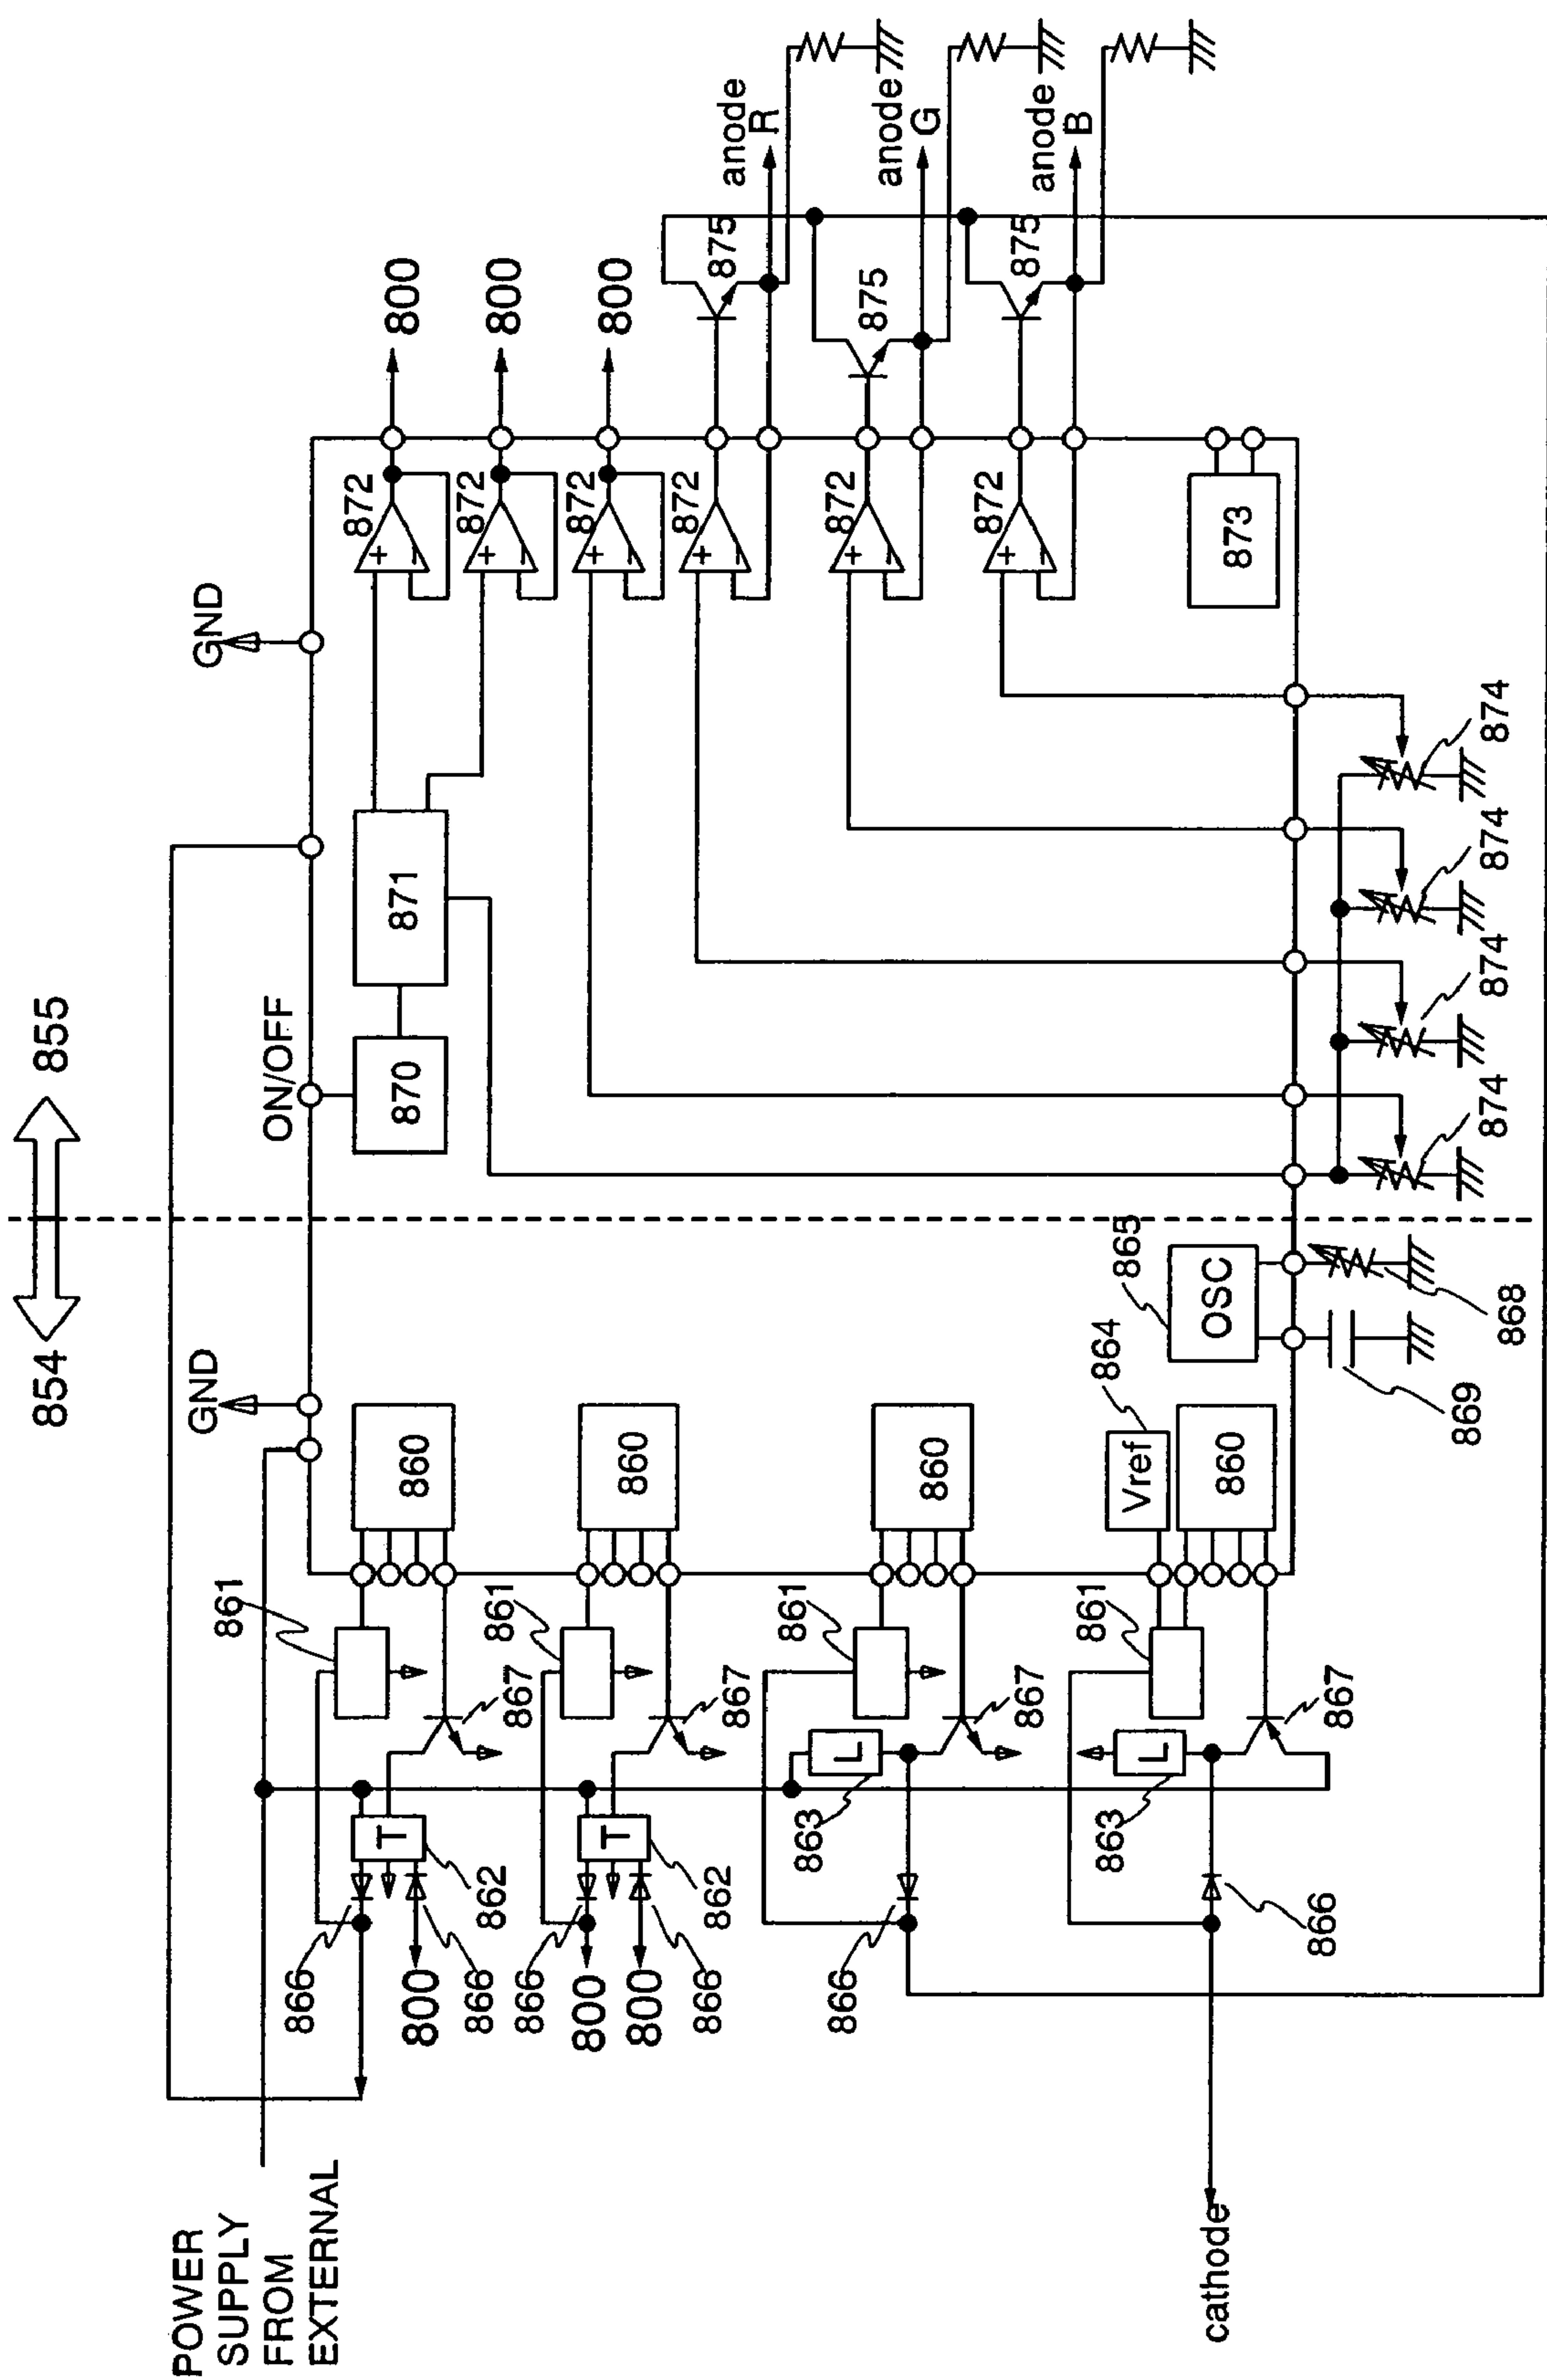 854 855
POWER
SUPPLY
FROM
EXTERNAL
GND
ON/OFF
GND
866
800
866
862
861
867
860
870
871
872
800
872
800
872
800
866
800
800
866
862
861
867
860
872
875
anode
R
866
863
L
861
867
860
872
875
anode
G
cathode
866
863
L
861
867
Vref
864
860
OSC
865
869
868
872
875
anode
B
873
874
874
874
874
T
T